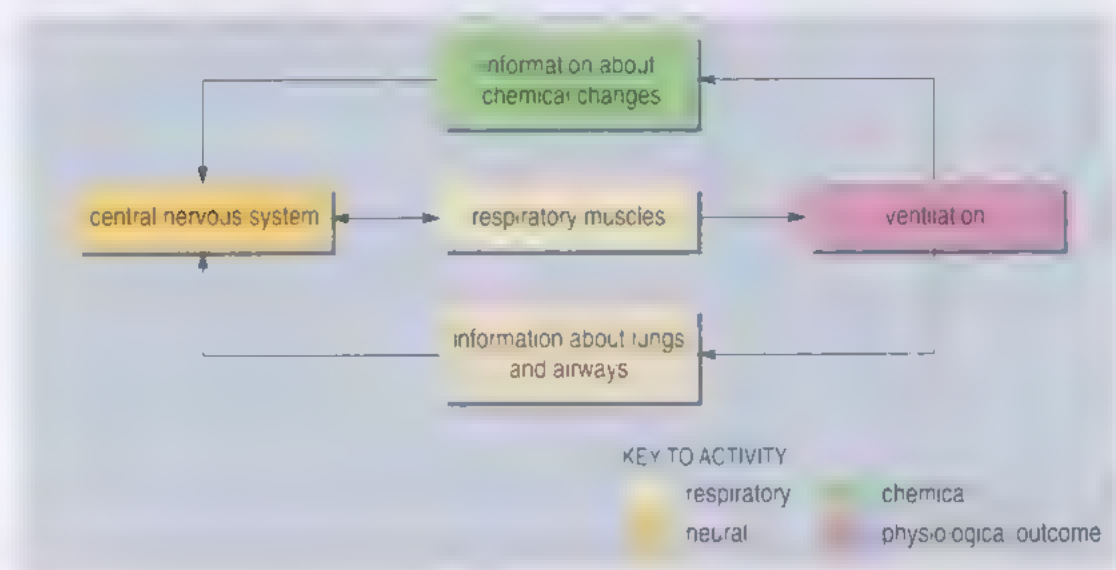 information about
chemical changes
central nervous system
respiratory muscles
ventilation
information about lungs
and airways
KEY TO ACTIVITY
respiratory
chemical
neural
physiological outcome